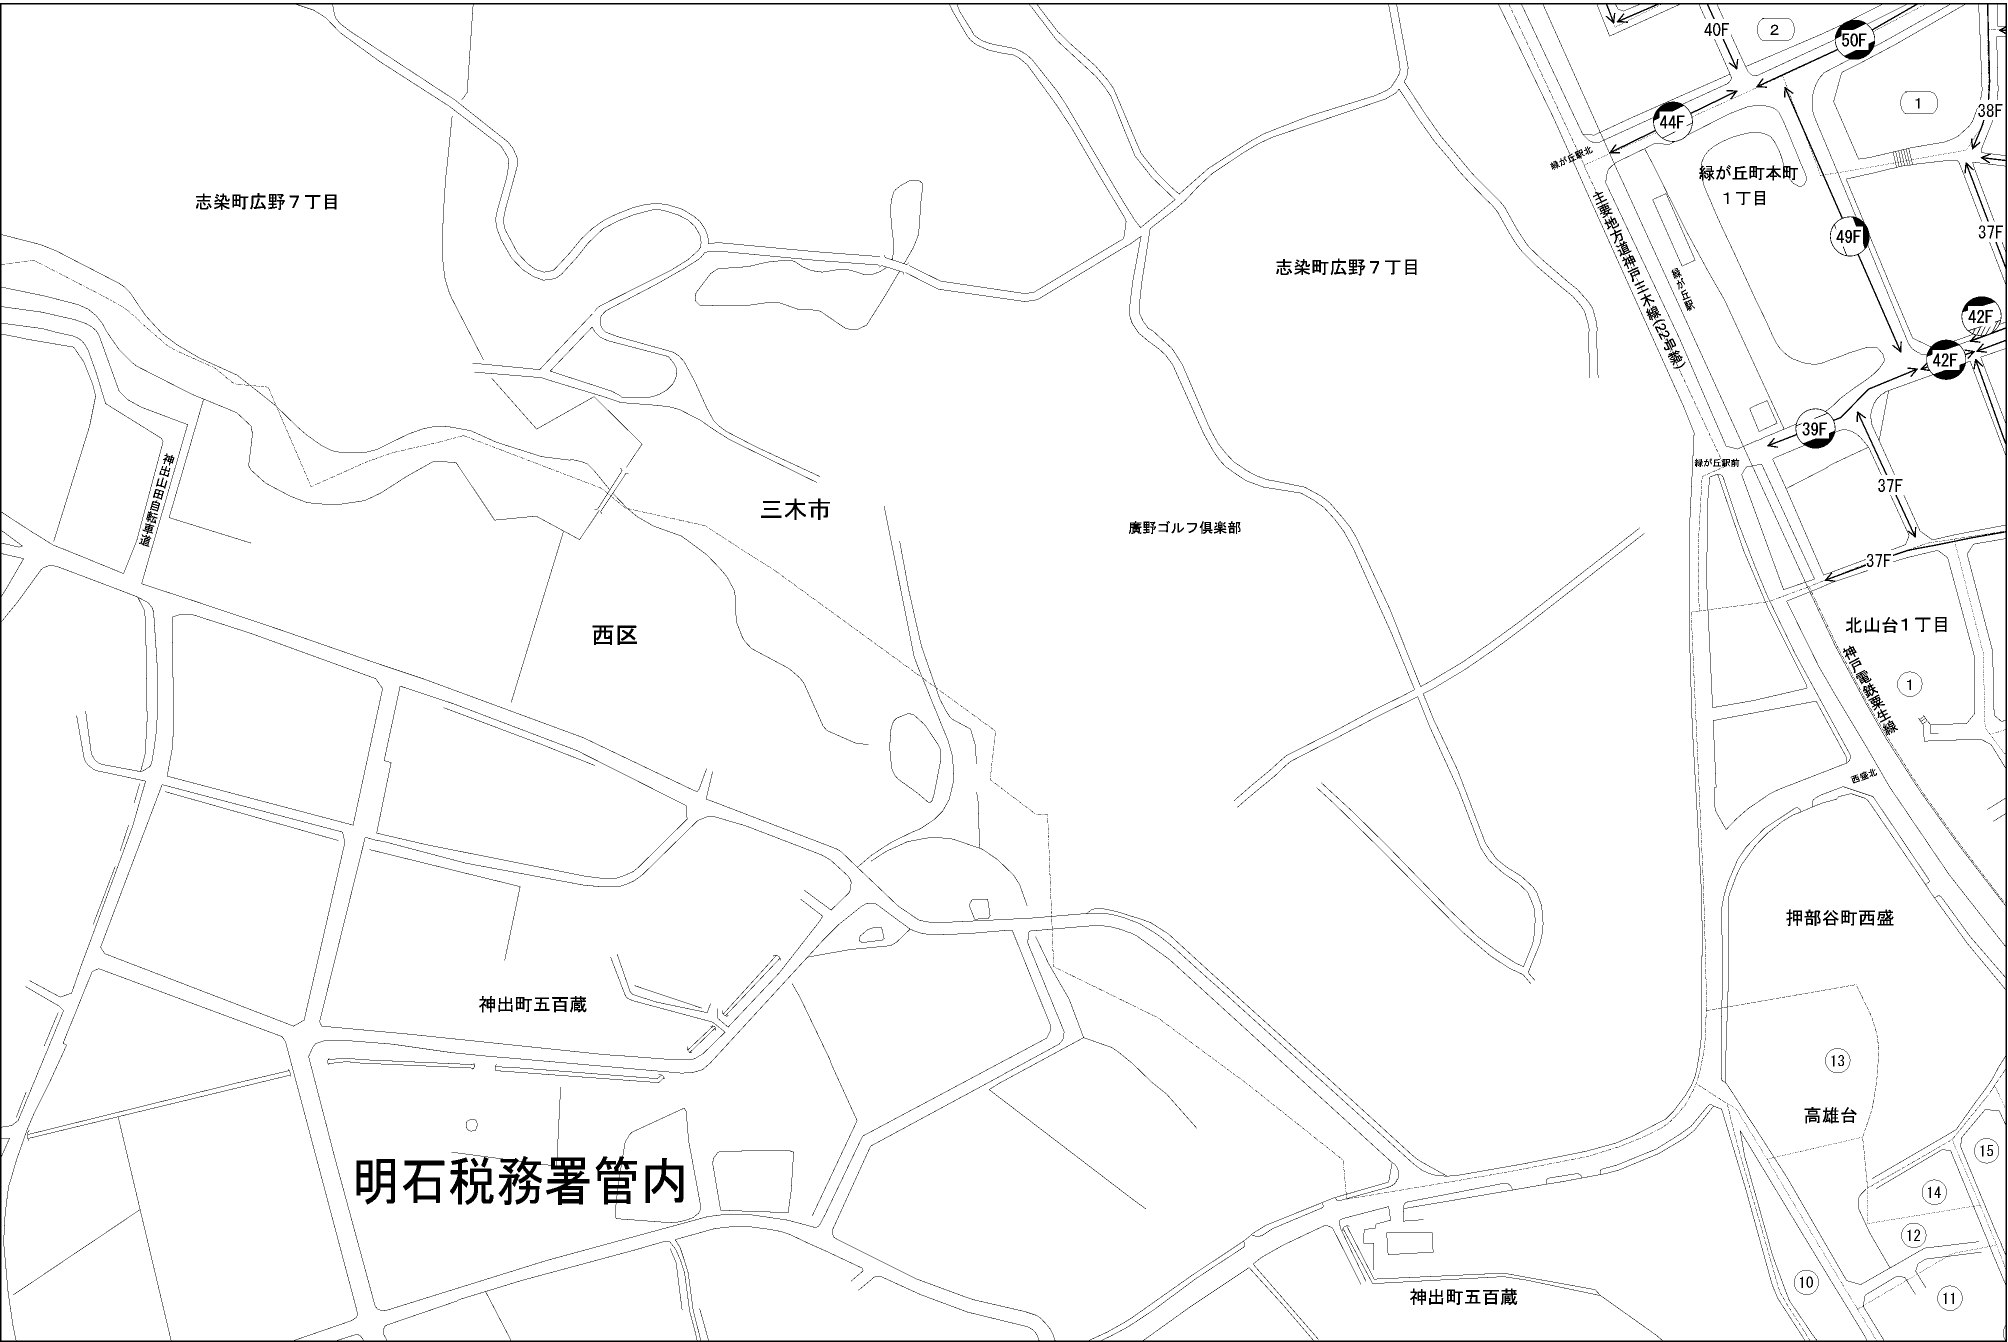 40F
2
50F
1
38F
44F
緑が丘駅北
緑が丘町本町
１丁目
志染町広野７丁目
主要地方道神戸三木線(22号線)
37F
49F
志染町広野７丁目
緑が丘駅
42F
42F
39F
緑が丘駅前
神出山田自転車道
37F
三木市
廣野ゴルフ倶楽部
37F
西区
北山台１丁目
神戸電鉄粟生線
1
西盛北
押部谷町西盛
神出町五百蔵
13
高雄台
15
明石税務署管内
14
12
10
11
神出町五百蔵